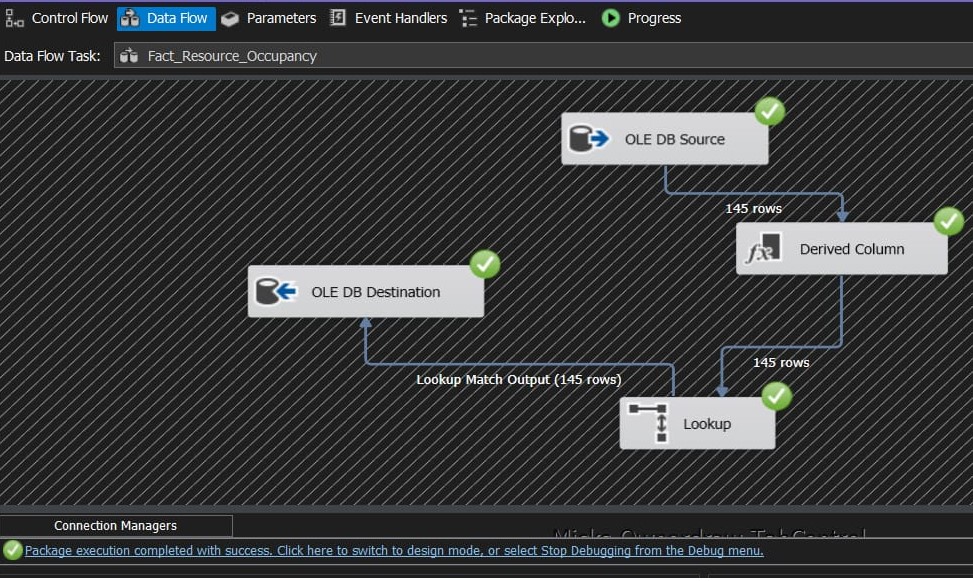 Control Flow Data Flow Parameters Event Handlers Package Explo... Progress
Data Flow Task: Fact_Resource_Occupancy
OLE DB Source
145 rows
fx Derived Column
OLE DB Destination
145 rows
Lookup Match Output (145 rows)
Lookup
Connection Managers
Package execution completed with success. Click here to switch to design mode, or select Stop Debugging from the Debug menu.